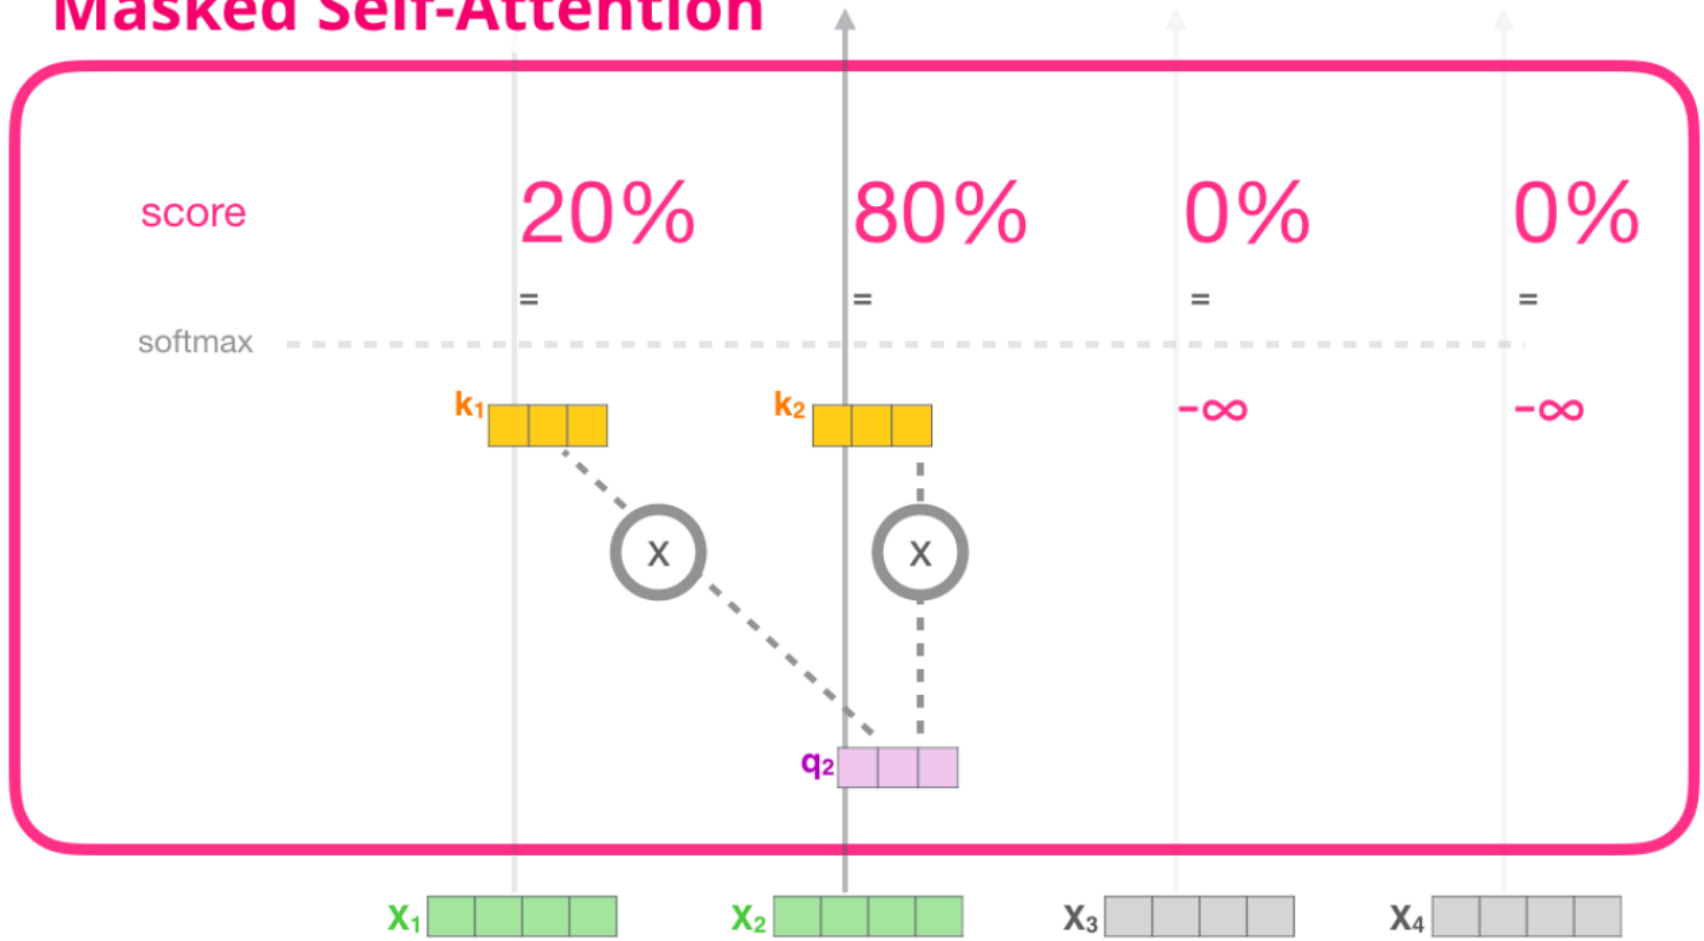 Masked Self-Attention
score 20% 80% 0% 0%
= = = =
softmax
k₁ k₂ -∞ -∞
x x
q₂
X₁ X₂ X₃ X₄